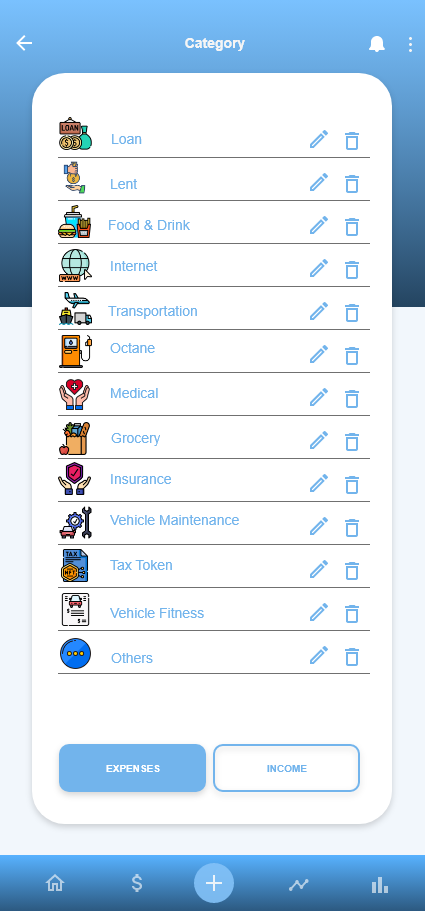 Category
LOAN
Loan
Lent
Food & Drink
Internet
WWW
Transportation
Octane
Medical
Grocery
Insurance
Vehicle Maintenance
TAX
Tax Token
Vehicle Fitness
Others
EXPENSES
INCOME